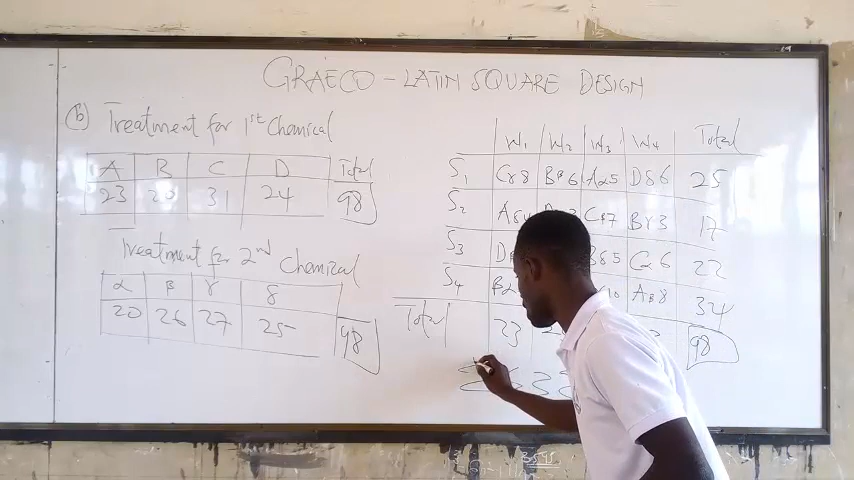 GRAECO-LATIN SQUARE DESIGN
(b) Treatment for 1st Chemical
A B C D Total
23 20 31 24 98
Treatment for 2nd Chemical
α β γ δ
20 26 27 25 98
W1 W2 W3 W4 Total
S1 Cγ8 Bβ6 Aα5 Dδ6 25
S2 Aδ4 Cβ7 Bγ3 17
S3 Cα6 22
S4 Bα Aβ8 34
Total 23 98